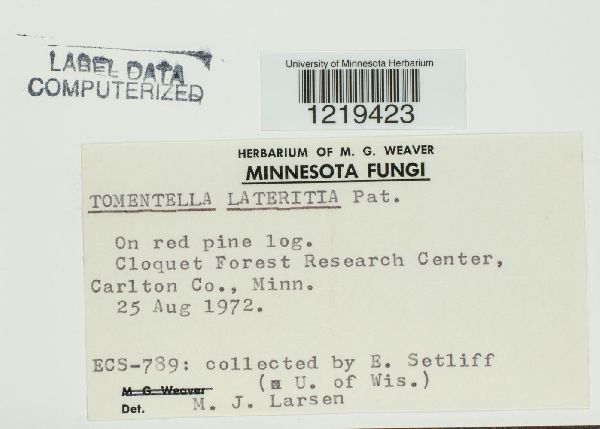 LABEL DATA
COMPUTERIZED
University of Minnesota Herbarium
1219423
HERBARIUM OF M. G. WEAVER
MINNESOTA FUNGI
TOMENTELLA LATERITIA Pat.
On red pine log.
Cloquet Forest Research Center,
Carlton Co., Minn.
25 Aug 1972.
ECS-789: collected by E. Setliff
M. G. Weaver (U. of Wis.)
Det. M. J. Larsen